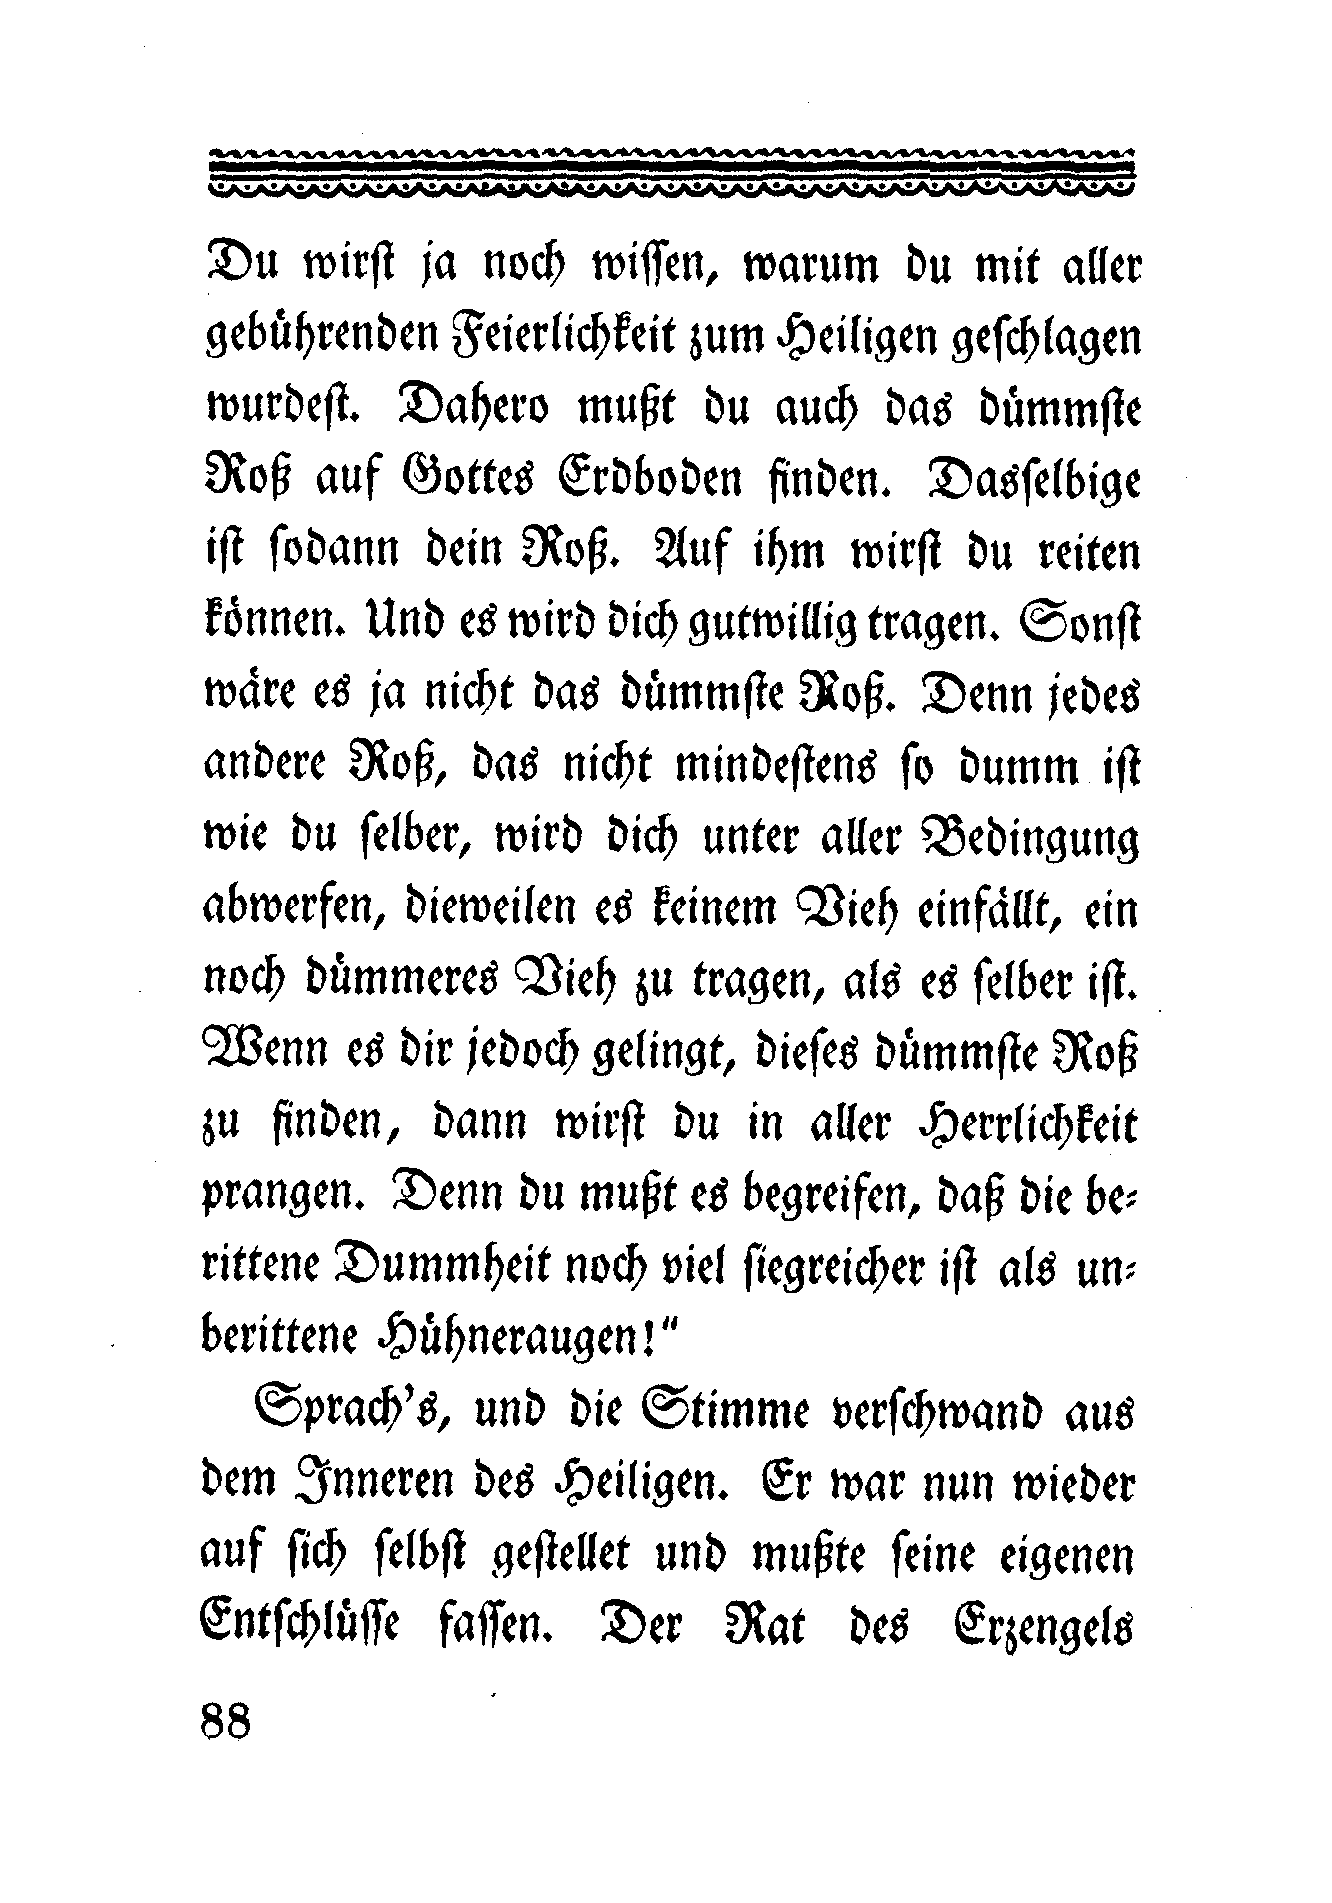 Du wirst ja noch wissen, warum du mit aller
gebührenden Feierlichkeit zum Heiligen geschlagen
wurdest. Dahero mußt du auch das dümmste
Roß auf Gottes Erdboden finden. Dasselbige
ist sodann dein Roß. Auf ihm wirst du reiten
können. Und es wird dich gutwillig tragen. Sonst
wäre es ja nicht das dümmste Roß. Denn jedes
andere Roß, das nicht mindestens so dumm ist
wie du selber, wird dich unter aller Bedingung
abwerfen, dieweilen es keinem Vieh einfällt, ein
noch dümmeres Vieh zu tragen, als es selber ist.
Wenn es dir jedoch gelingt, dieses dümmste Roß
zu finden, dann wirst du in aller Herrlichkeit
prangen. Denn du mußt es begreifen, daß die be-
rittene Dummheit noch viel siegreicher ist als un-
berittene Hühneraugen!“
Sprach's, und die Stimme verschwand aus
dem Inneren des Heiligen. Er war nun wieder
auf sich selbst gestellet und mußte seine eigenen
Entschlüsse fassen. Der Rat des Erzengels
88